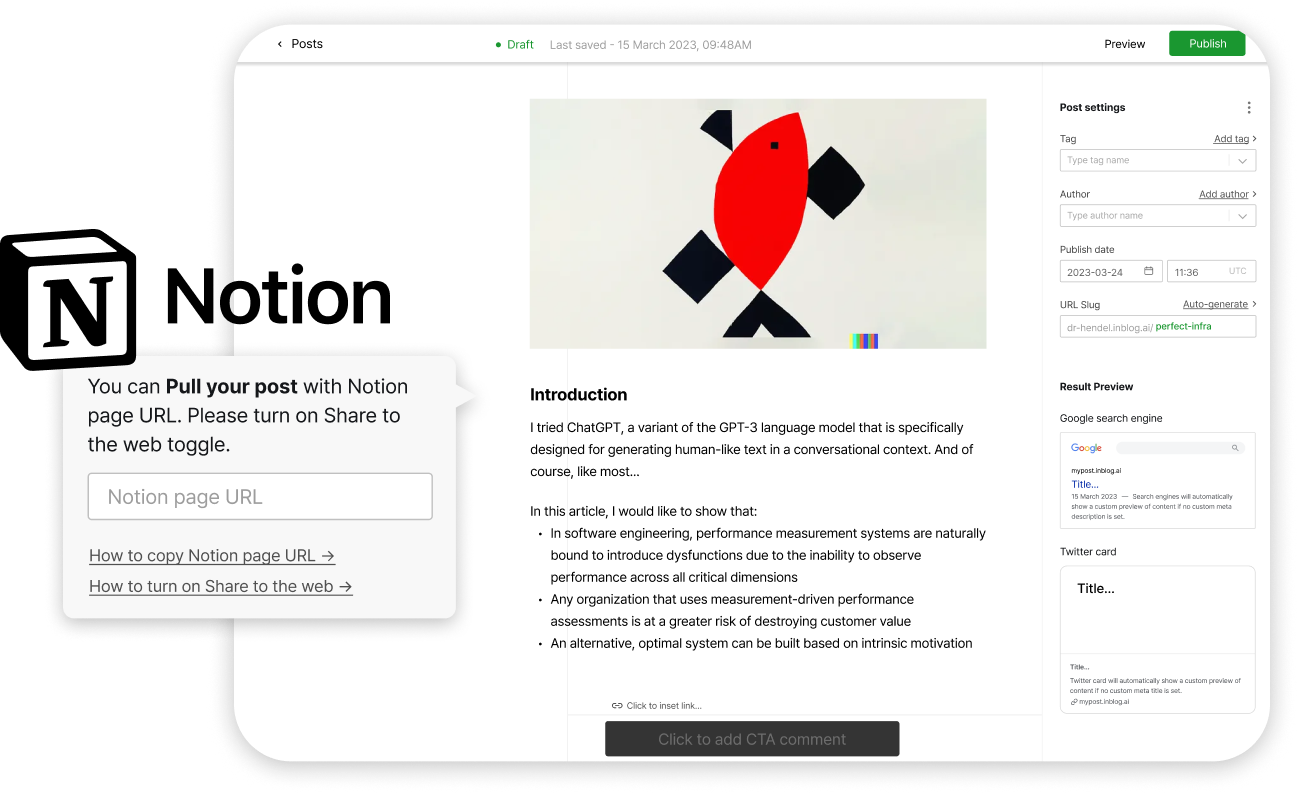 Posts
Draft
Last saved - 15 March 2023, 09:48AM
Preview
Publish
N Notion
You can Pull your post with Notion
page URL. Please turn on Share to
the web toggle.
Notion page URL
How to copy Notion page URL →
How to turn on Share to the web →
Introduction
I tried ChatGPT, a variant of the GPT-3 language model that is specifically
designed for generating human-like text in a conversational context. And of
course, like most...
In this article, I would like to show that:
• In software engineering, performance measurement systems are naturally
bound to introduce dysfunctions due to the inability to observe
performance across all critical dimensions
• Any organization that uses measurement-driven performance
assessments is at a greater risk of destroying customer value
• An alternative, optimal system can be built based on intrinsic motivation
Click to inset link...
Click to add CTA comment
Post settings
Tag
Add tag >
Type tag name
Author
Add author >
Type author name
Publish date
2023-03-24
11:36
UTC
URL Slug
Auto-generate >
dr-hendel.inblog.ai/ perfect-infra
Result Preview
Google search engine
Google
mypost.inblog.ai
Title...
15 March 2023 — Search engines will automatically
show a custom preview of content if no custom meta
description is set.
Twitter card
Title...
Title...
Twitter card will automatically show a custom preview of
content if no custom meta title is set.
mypost.inblog.ai